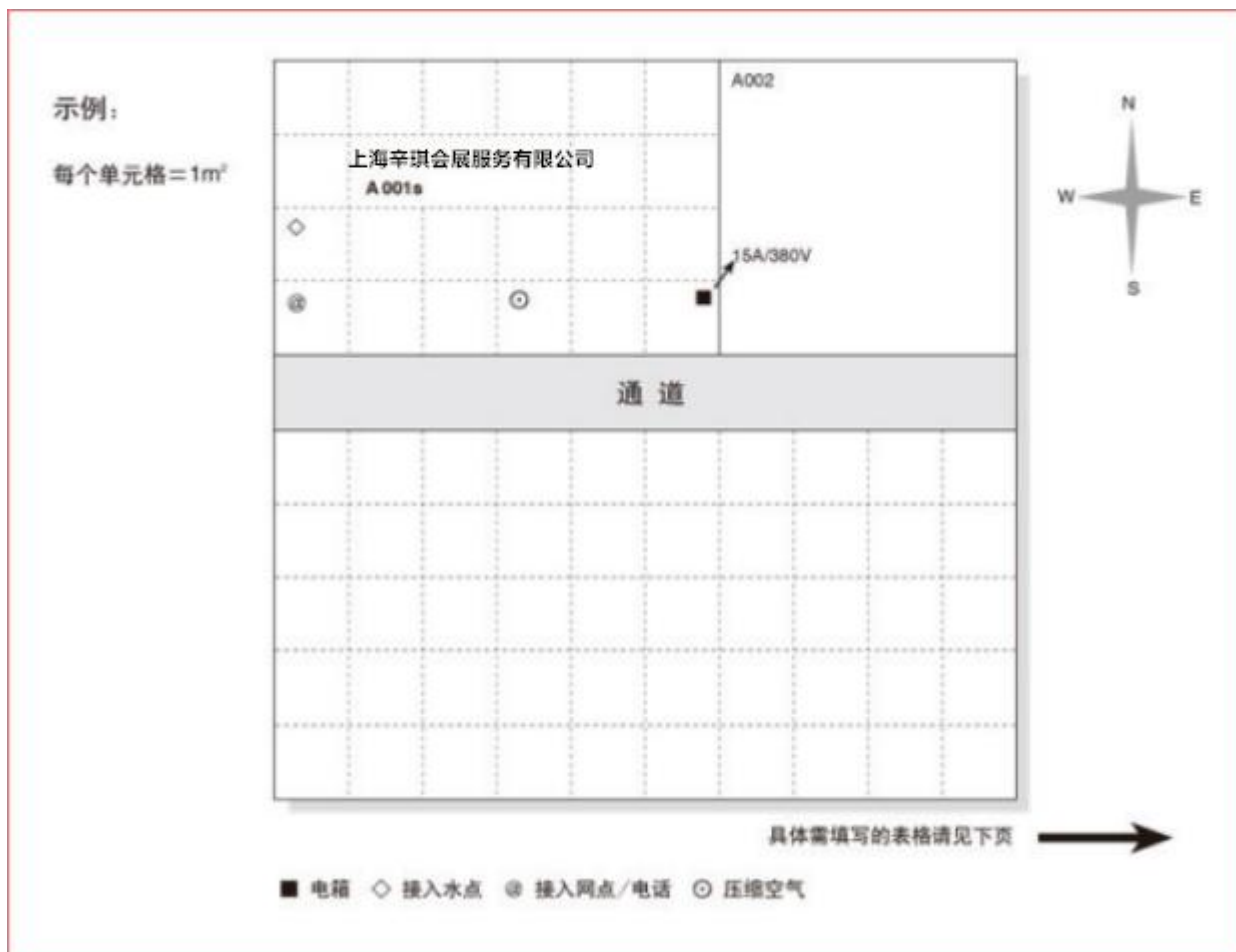 示例：
每个单元格＝1m²
上海辛琪会展服务有限公司
A001s
A002
15A/380V
N
W
E
S
@
通道
具体需填写的表格请见下页
■ 电箱 ◇ 接入水点 @ 接入网点/电话 ⊙ 压缩空气